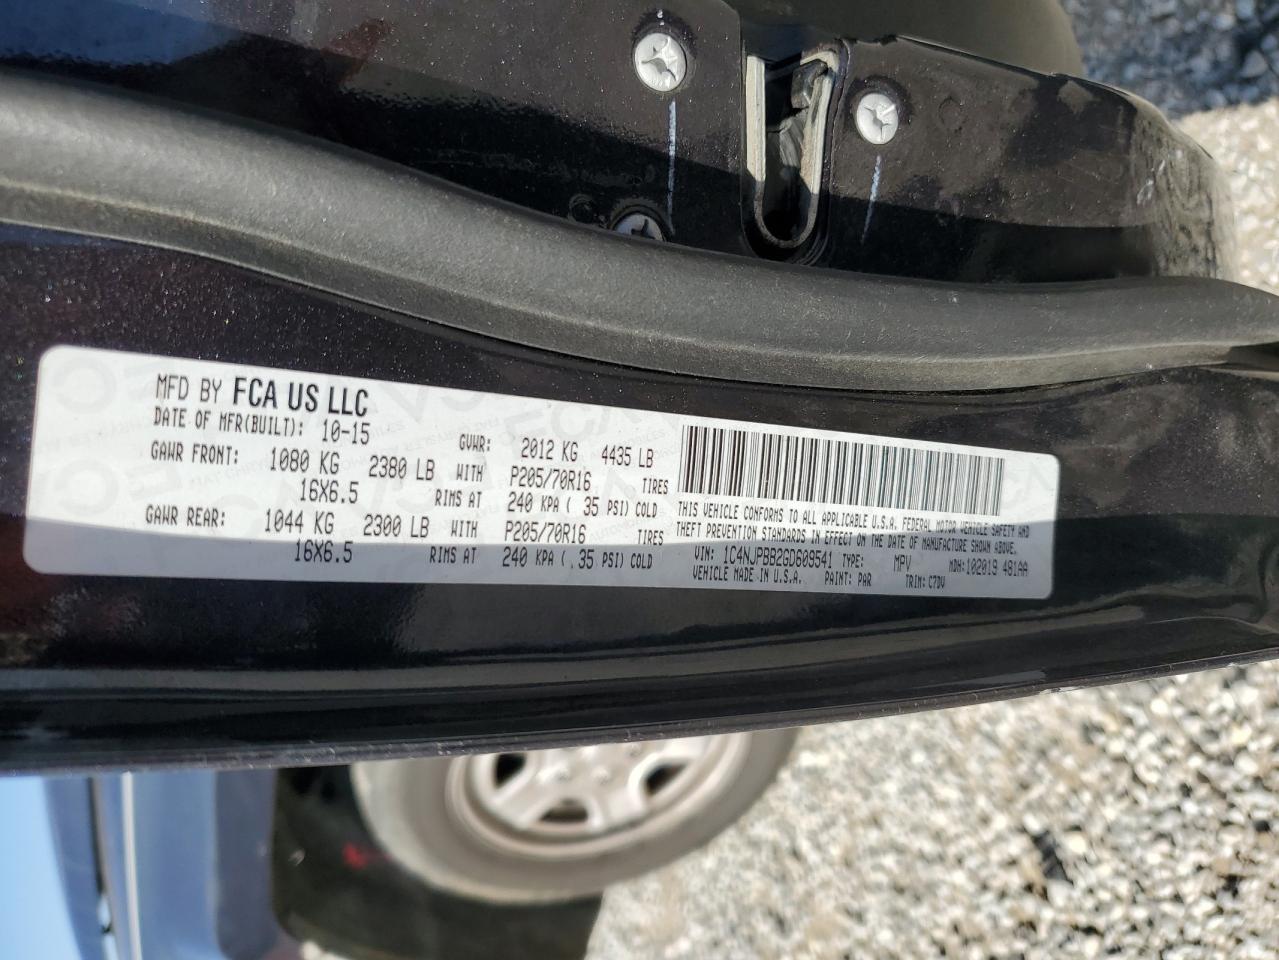 MFD BY FCA US LLC
DATE OF MFR(BUILT): 10-15 GVWR: 2012 KG 4435 LB
GAWR FRONT: 1080 KG 2380 LB WITH P205/70R16 TIRES
16X6.5 RIMS AT 240 KPA ( 35 PSI) COLD
GAWR REAR: 1044 KG 2300 LB WITH P205/70R16 TIRES
16X6.5 RIMS AT 240 KPA ( 35 PSI) COLD
THIS VEHICLE CONFORMS TO ALL APPLICABLE U.S.A. FEDERAL MOTOR VEHICLE SAFETY AND
THEFT PREVENTION STANDARDS IN EFFECT ON THE DATE OF MANUFACTURE SHOWN ABOVE.
VIN: 1C4NJPBB2GD609541 TYPE: MPV MDH: 102019 481AA
VEHICLE MADE IN U.S.A. PAINT: PAR TRIM: C7DV